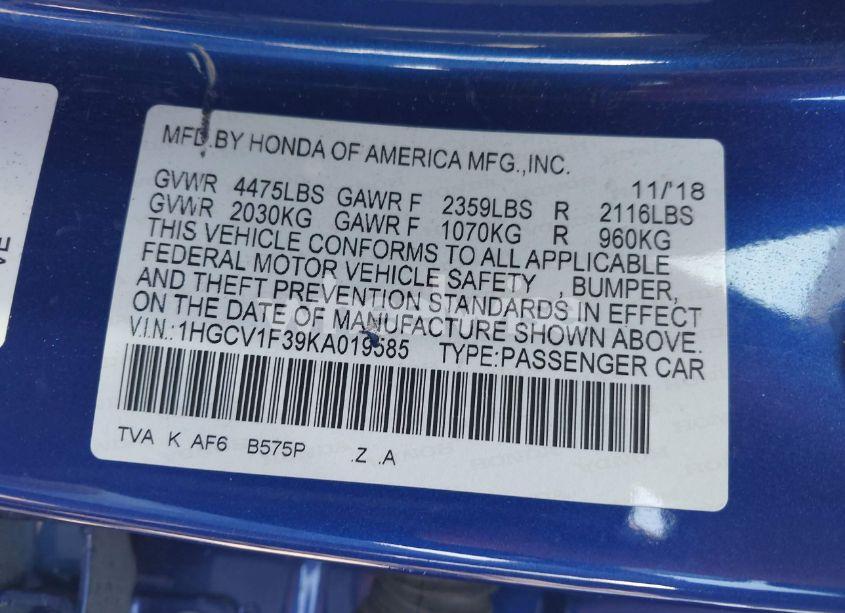 MFD.BY HONDA OF AMERICA MFG.,INC.
11/'18
GVWR 4475LBS GAWR F 2359LBS R 2116LBS
GVWR 2030KG GAWR F 1070KG R 960KG
THIS VEHICLE CONFORMS TO ALL APPLICABLE
FEDERAL MOTOR VEHICLE SAFETY , BUMPER,
AND THEFT PREVENTION STANDARDS IN EFFECT
ON THE DATE OF MANUFACTURE SHOWN ABOVE.
V.I.N.:1HGCV1F39KA019585 TYPE:PASSENGER CAR
TVA K AF6 B575P .Z .A
VE